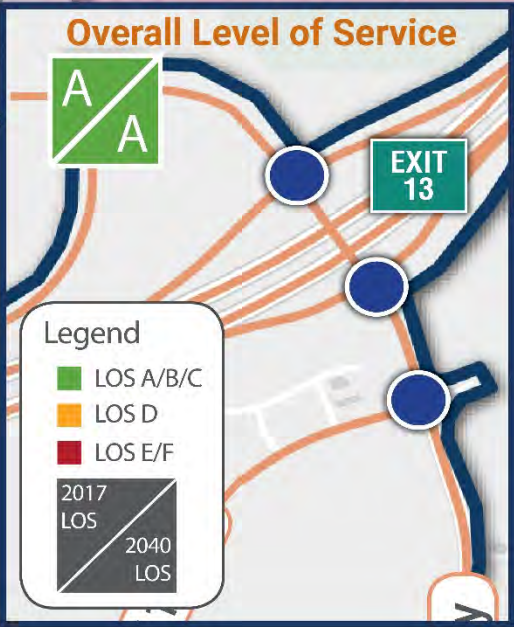 Overall Level of Service
A
A
EXIT
13
Legend
LOS A/B/C
LOS D
LOS E/F
2017
LOS
2040
LOS
y